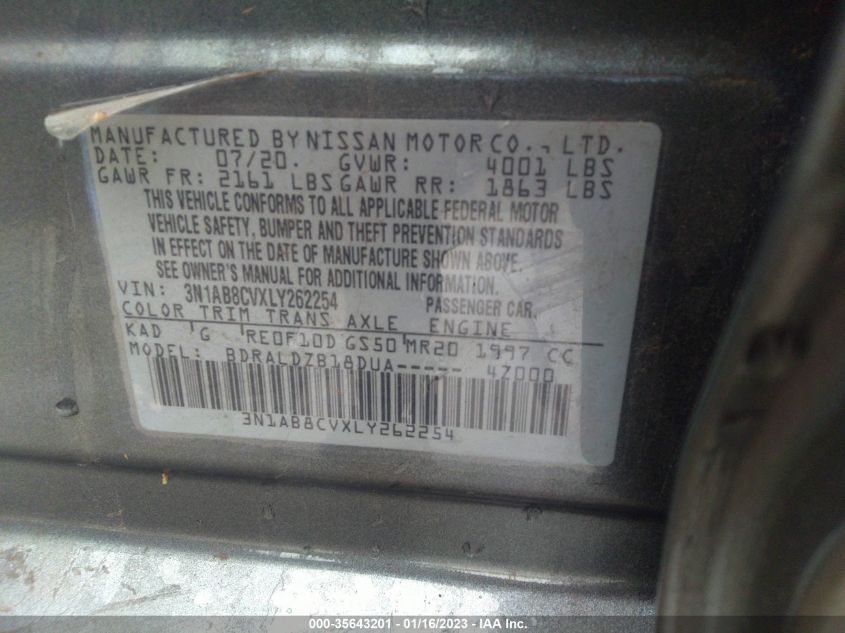 MANUFACTURED BY NISSAN MOTOR CO., LTD.
DATE: 07/20. GVWR: 4001 LBS
GAWR FR: 2161 LBS GAWR RR: 1863 LBS
THIS VEHICLE CONFORMS TO ALL APPLICABLE FEDERAL MOTOR
VEHICLE SAFETY, BUMPER AND THEFT PREVENTION STANDARDS
IN EFFECT ON THE DATE OF MANUFACTURE SHOWN ABOVE.
SEE OWNER'S MANUAL FOR ADDITIONAL INFORMATION.
VIN: 3N1AB8CVXLY262254 PASSENGER CAR.
COLOR TRIM TRANS AXLE ENGINE
KAD G RE0F10D GS50 MR20 1997 CC
MODEL: BDRALDZB18DUA----- 4Z000
3N1AB8CVXLY262254
000-35643201 - 01/16/2023 - IAA Inc.